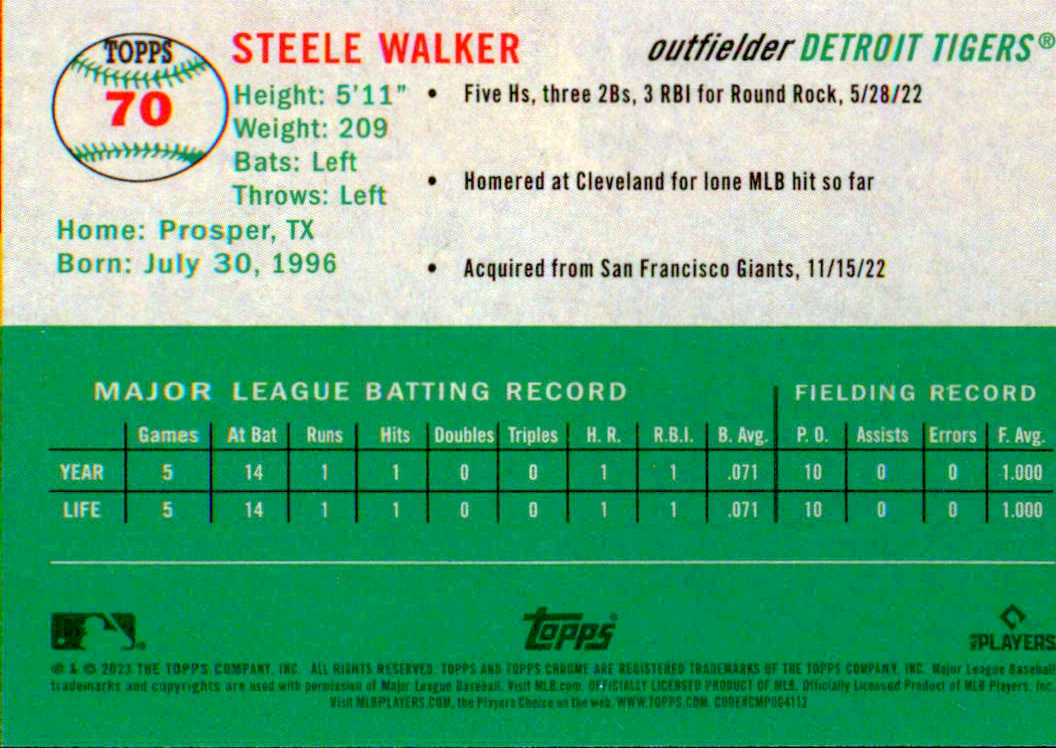 TOPPS
70
STEELE WALKER
outfielder DETROIT TIGERS®
Height: 5'11"
Weight: 209
Bats: Left
Throws: Left
Home: Prosper, TX
Born: July 30, 1996
• Five Hs, three 2Bs, 3 RBI for Round Rock, 5/28/22
• Homered at Cleveland for lone MLB hit so far
• Acquired from San Francisco Giants, 11/15/22
MAJOR LEAGUE BATTING RECORD FIELDING RECORD
Games At Bat Runs Hits Doubles Triples H. R. R.B.I. B. Avg. P. O. Assists Errors F. Avg.
YEAR 5 14 1 1 0 0 1 1 .071 10 0 0 1.000
LIFE 5 14 1 1 0 0 1 1 .071 10 0 0 1.000
topps
MLB PLAYERS
® & © 2023 THE TOPPS COMPANY, INC. ALL RIGHTS RESERVED. TOPPS AND TOPPS CHROME ARE REGISTERED TRADEMARKS OF THE TOPPS COMPANY, INC. Major League Baseball
trademarks and copyrights are used with permission of Major League Baseball. Visit MLB.com. OFFICIALLY LICENSED PRODUCT OF MLB. Officially Licensed Product of MLB Players, Inc.
Visit MLBPLAYERS.COM, the Players Choice on the web. WWW.TOPPS.COM. CODE#CMP064112